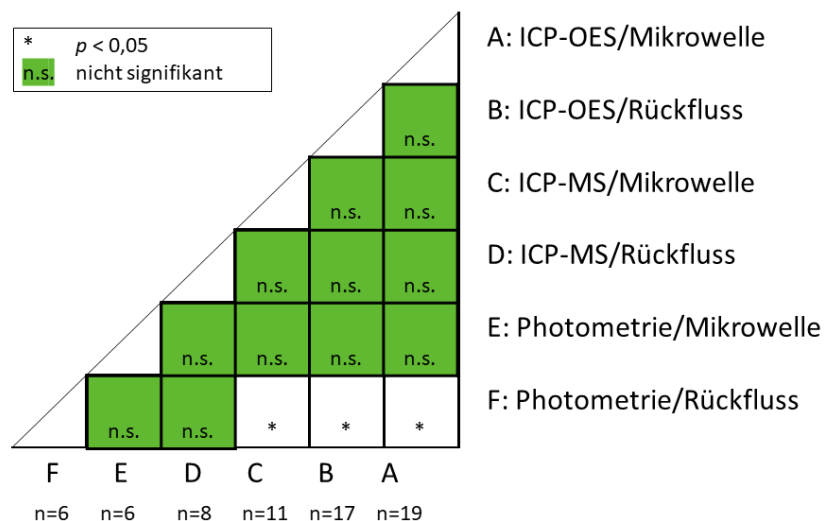 * p < 0,05
n.s. nicht signifikant
A: ICP-OES/Mikrowelle
B: ICP-OES/Rückfluss
n.s.
C: ICP-MS/Mikrowelle
n.s. n.s.
D: ICP-MS/Rückfluss
n.s. n.s. n.s.
E: Photometrie/Mikrowelle
n.s. n.s. n.s. n.s.
F: Photometrie/Rückfluss
n.s. n.s. * * *
F E D C B A
n=6 n=6 n=8 n=11 n=17 n=19